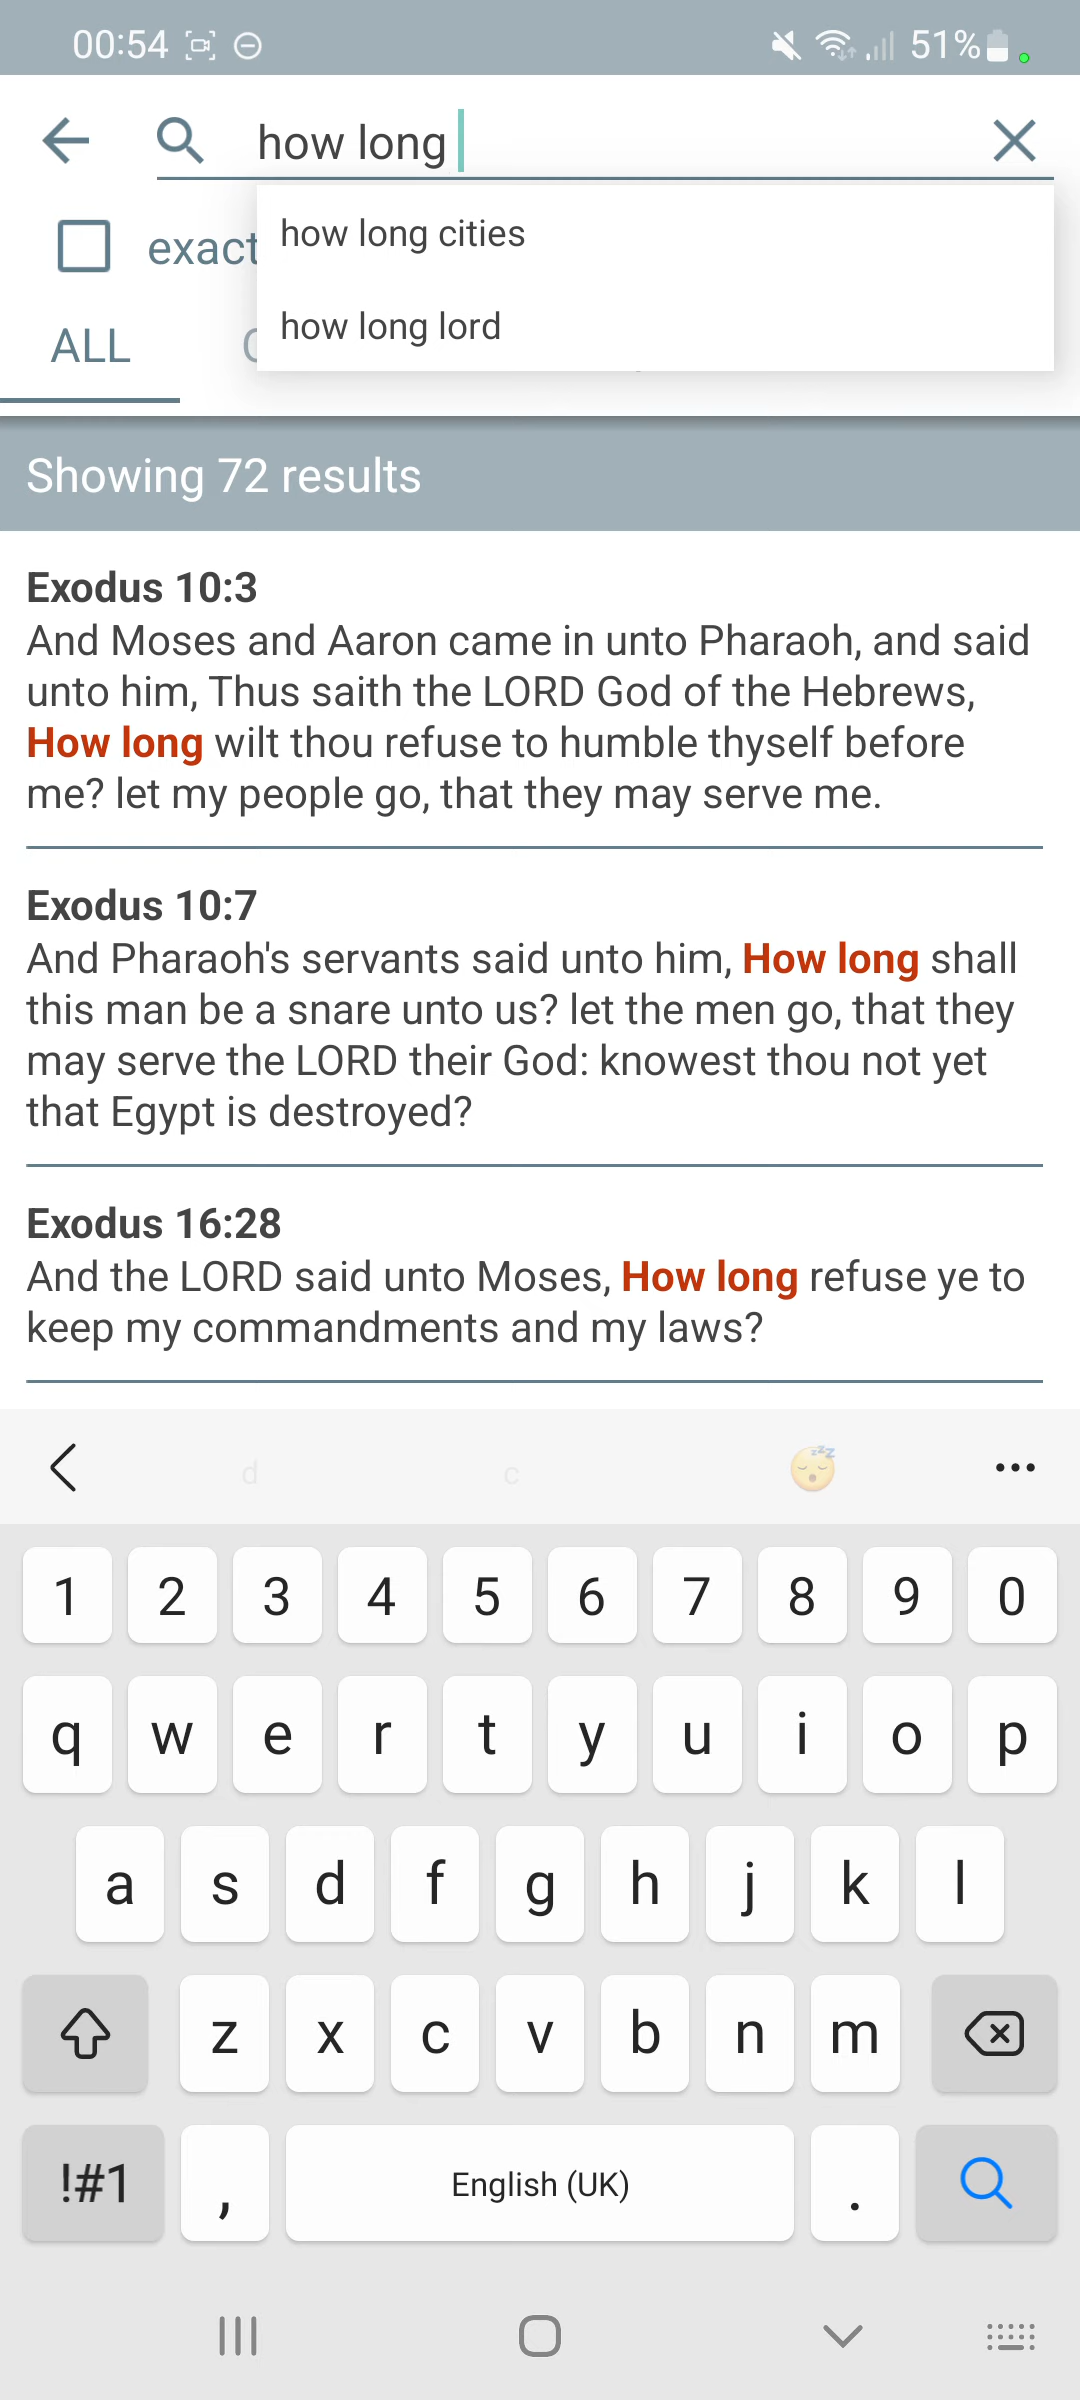 00:54
51%
how long
how long cities
exact
how long lord
ALL
Showing 72 results
Exodus 10:3
And Moses and Aaron came in unto Pharaoh, and said
unto him, Thus saith the LORD God of the Hebrews,
How long wilt thou refuse to humble thyself before
me? let my people go, that they may serve me.
Exodus 10:7
And Pharaoh's servants said unto him, How long shall
this man be a snare unto us? let the men go, that they
may serve the LORD their God: knowest thou not yet
that Egypt is destroyed?
Exodus 16:28
And the LORD said unto Moses, How long refuse ye to
keep my commandments and my laws?
d c
1 2 3 4 5 6 7 8 9 0
q w e r t y u i o p
a s d f g h j k l
z x c v b n m
!#1 , English (UK) .